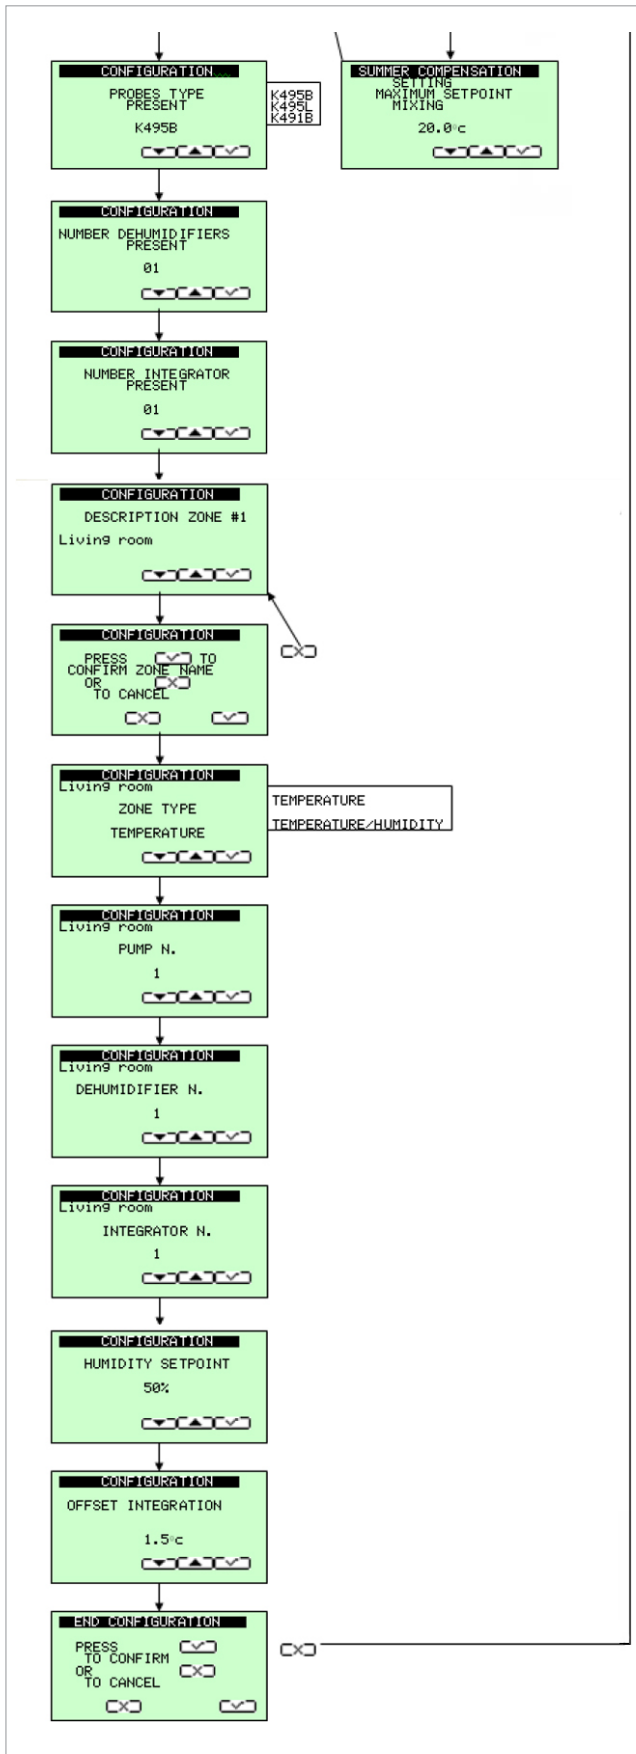 CONFIGURATION
PROBES TYPE
PRESENT
K495B
K495B
K495L
K491B
SUMMER COMPENSATION
SETTING
MAXIMUM SETPOINT
MIXING
20.0°c
CONFIGURATION
NUMBER DEHUMIDIFIERS
PRESENT
01
CONFIGURATION
NUMBER INTEGRATOR
PRESENT
01
CONFIGURATION
DESCRIPTION ZONE #1
Living room
CONFIGURATION
PRESS TO
CONFIRM ZONE NAME
OR
TO CANCEL
CONFIGURATION
Living room
ZONE TYPE
TEMPERATURE
TEMPERATURE
TEMPERATURE/HUMIDITY
CONFIGURATION
Living room
PUMP N.
1
CONFIGURATION
Living room
DEHUMIDIFIER N.
1
CONFIGURATION
Living room
INTEGRATOR N.
1
CONFIGURATION
HUMIDITY SETPOINT
50%
CONFIGURATION
OFFSET INTEGRATION
1.5°c
END CONFIGURATION
PRESS
TO CONFIRM
OR
TO CANCEL